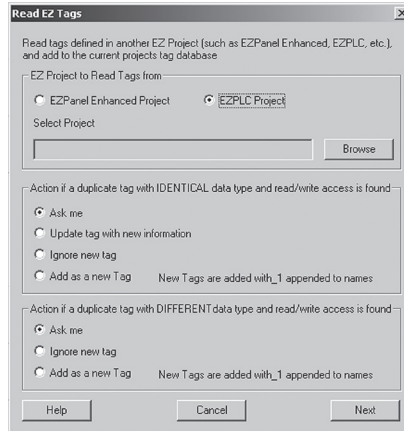 Read EZ Tags
Read tags defined in another EZ Project (such as EZPanel Enhanced, EZPLC, etc.),
and add to the current projects tag database
EZ Project to Read Tags from
EZPanel Enhanced Project EZPLC Project
Select Project
Browse
Action if a duplicate tag with IDENTICAL data type and read/write access is found
Ask me
Update tag with new information
Ignore new tag
Add as a new Tag New Tags are added with_1 appended to names
Action if a duplicate tag with DIFFERENT data type and read/write access is found
Ask me
Ignore new tag
Add as a new Tag New Tags are added with_1 appended to names
Help Cancel Next